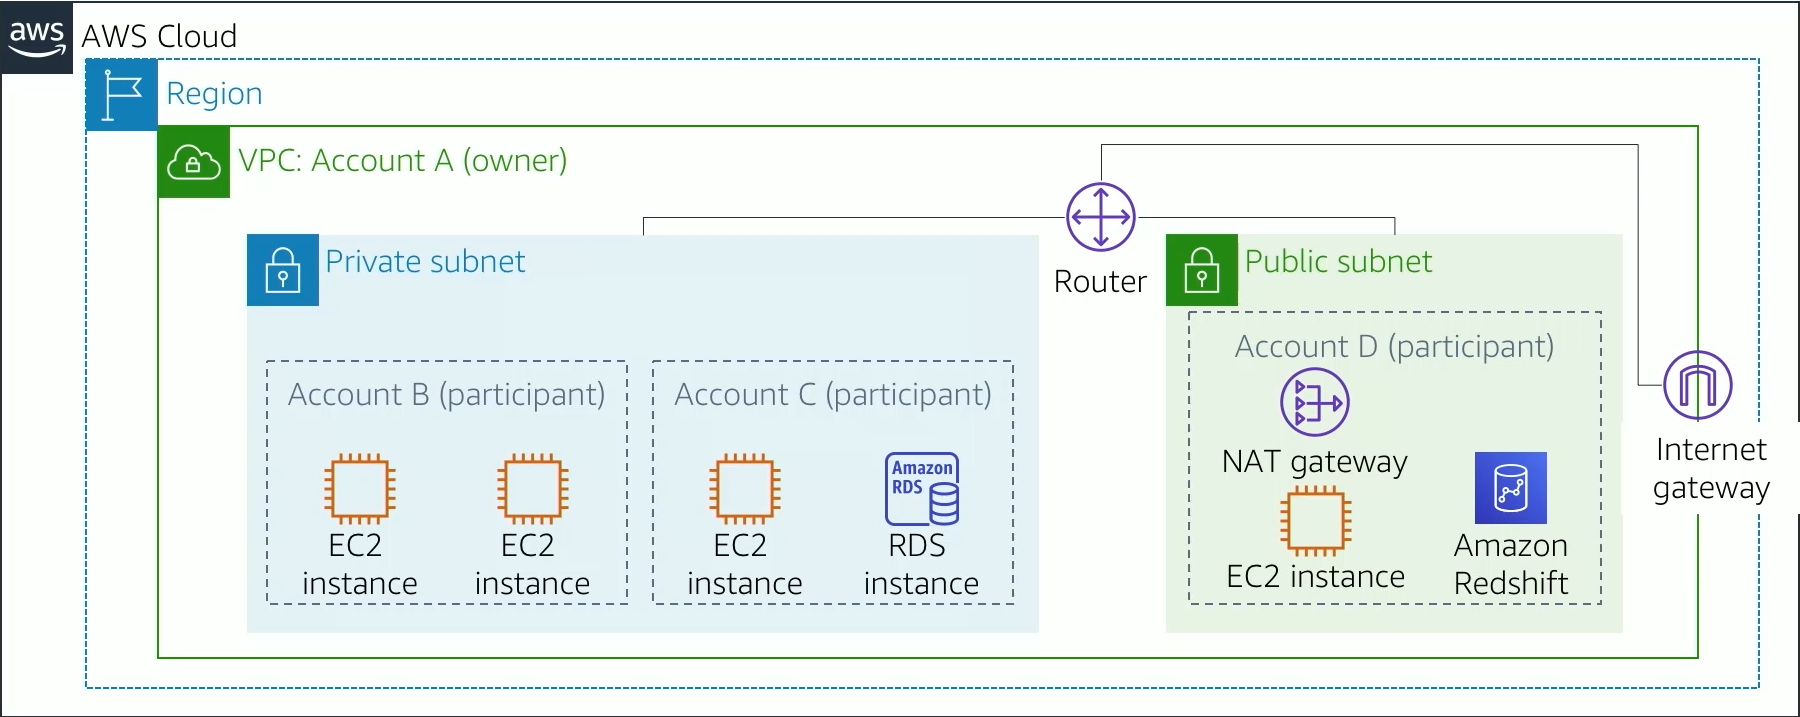 aws
AWS Cloud
Region
VPC: Account A (owner)
Private subnet
Router
Public subnet
Account B (participant)
Account C (participant)
Account D (participant)
NAT gateway
Internet
gateway
EC2
instance
EC2
instance
EC2
instance
Amazon
RDS
RDS
instance
EC2 instance
Amazon
Redshift